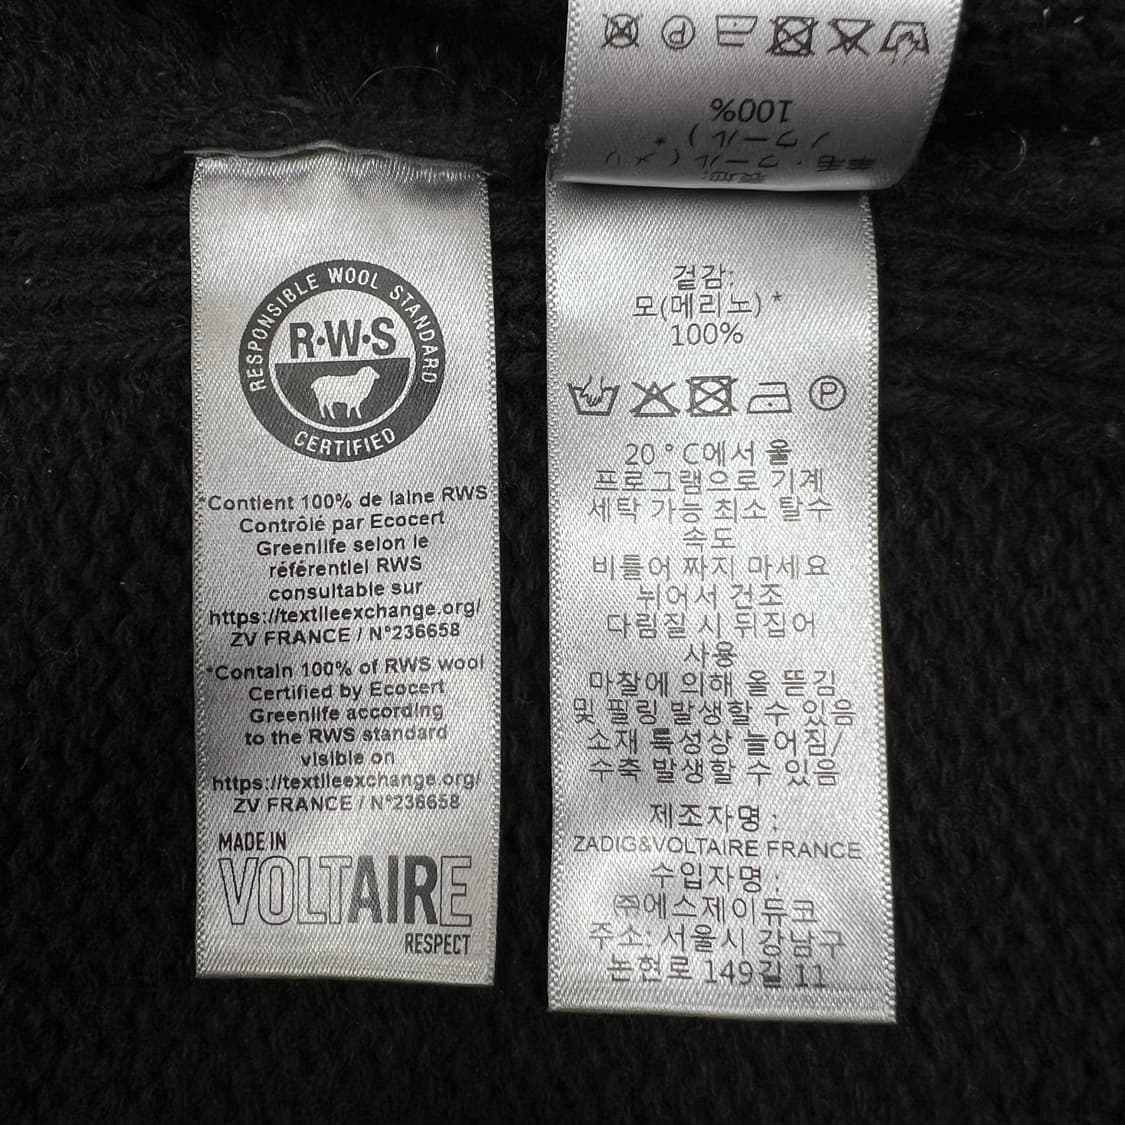 RESPONSIBLE WOOL STANDARD
R·W·S
CERTIFIED
*Contient 100% de laine RWS
Contrôlé par Ecocert
Greenlife selon le
référentiel RWS
consultable sur
https://textileexchange.org/
ZV FRANCE / N°236658
*Contain 100% of RWS wool
Certified by Ecocert
Greenlife according
to the RWS standard
visible on
https://textileexchange.org/
ZV FRANCE / N°236658
MADE IN
VOLTAIRE
RESPECT
P
100%
겉감:
모(메리노) *
100%
P
20 ° C에서 울
프로그램으로 기계
세탁 가능 최소 탈수
속도
비틀어 짜지 마세요
뉘어서 건조
다림질 시 뒤집어
사용
마찰에 의해 올 뜯김
및 필링 발생할 수 있음
소재 특성상 늘어짐/
수축 발생할 수 있음
제조자명 :
ZADIG&VOLTAIRE FRANCE
수입자명 :
㈜에스제이듀코
주소: 서울시 강남구
논현로 149길 11